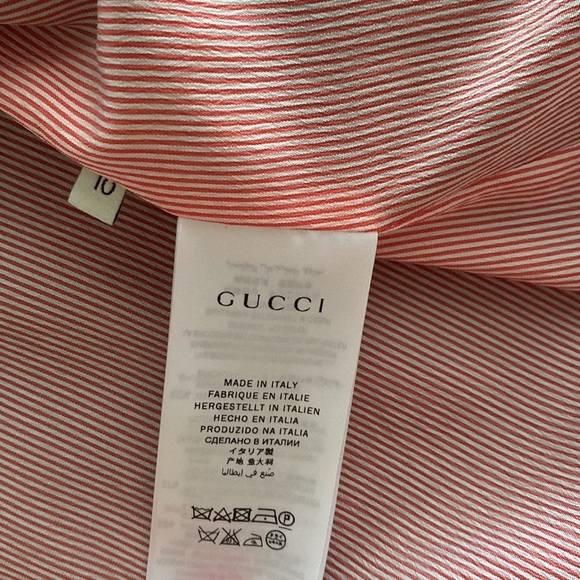 10
GUCCI
MADE IN ITALY
FABRIQUE EN ITALIE
HERGESTELLT IN ITALIEN
HECHO EN ITALIA
PRODUZIDO NA ITALIA
СДЕЛАНО В ИТАЛИИ
イタリア製
产地 意大利
صنع في إيطاليا
P